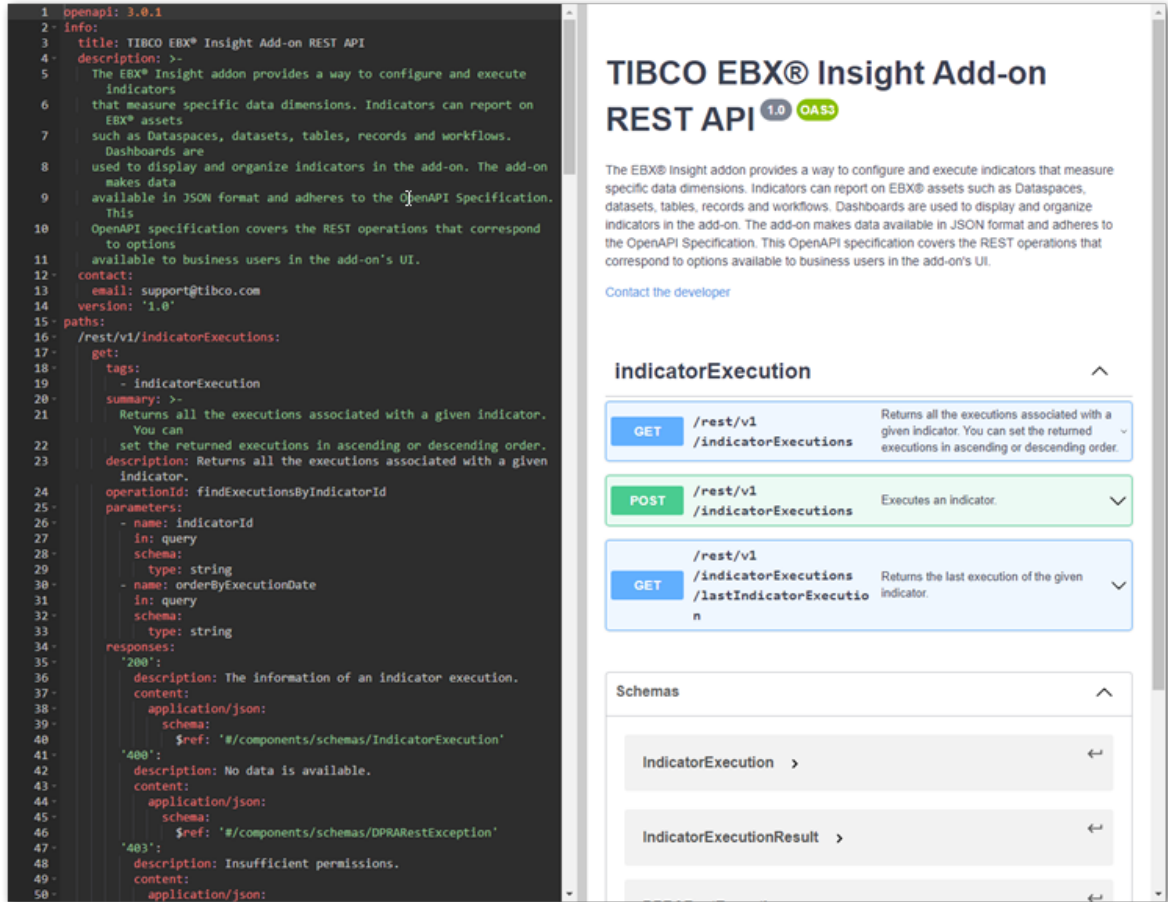 1 openapi: 3.0.1
2 info:
3 title: TIBCO EBX® Insight Add-on REST API
4 description: >-
5 The EBX® Insight addon provides a way to configure and execute
indicators
6 that measure specific data dimensions. Indicators can report on
EBX® assets
7 such as Dataspaces, datasets, tables, records and workflows.
Dashboards are
8 used to display and organize indicators in the add-on. The add-on
makes data
9 available in JSON format and adheres to the OpenAPI Specification.
This
10 OpenAPI specification covers the REST operations that correspond
to options
11 available to business users in the add-on's UI.
12 contact:
13 email: support@tibco.com
14 version: '1.0'
15 paths:
16 /rest/v1/indicatorExecutions:
17 get:
18 tags:
19 - indicatorExecution
20 summary: >-
21 Returns all the executions associated with a given indicator.
You can
22 set the returned executions in ascending or descending order.
23 description: Returns all the executions associated with a given
indicator.
24 operationId: findExecutionsByIndicatorId
25 parameters:
26 - name: indicatorId
27 in: query
28 schema:
29 type: string
30 - name: orderByExecutionDate
31 in: query
32 schema:
33 type: string
34 responses:
35 '200':
36 description: The information of an indicator execution.
37 content:
38 application/json:
39 schema:
40 $ref: '#/components/schemas/IndicatorExecution'
41 '400':
42 description: No data is available.
43 content:
44 application/json:
45 schema:
46 $ref: '#/components/schemas/DPRARestException'
47 '403':
48 description: Insufficient permissions.
49 content:
50 application/json:
TIBCO EBX® Insight Add-on
REST API 1.0 OAS3
The EBX® Insight addon provides a way to configure and execute indicators that measure
specific data dimensions. Indicators can report on EBX® assets such as Dataspaces,
datasets, tables, records and workflows. Dashboards are used to display and organize
indicators in the add-on. The add-on makes data available in JSON format and adheres to
the OpenAPI Specification. This OpenAPI specification covers the REST operations that
correspond to options available to business users in the add-on's UI.
Contact the developer
indicatorExecution
GET
/rest/v1
/indicatorExecutions
Returns all the executions associated with a
given indicator. You can set the returned
executions in ascending or descending order.
POST
/rest/v1
/indicatorExecutions
Executes an indicator.
GET
/rest/v1
/indicatorExecutions
/lastIndicatorExecutio
n
Returns the last execution of the given
indicator.
Schemas
IndicatorExecution
IndicatorExecutionResult